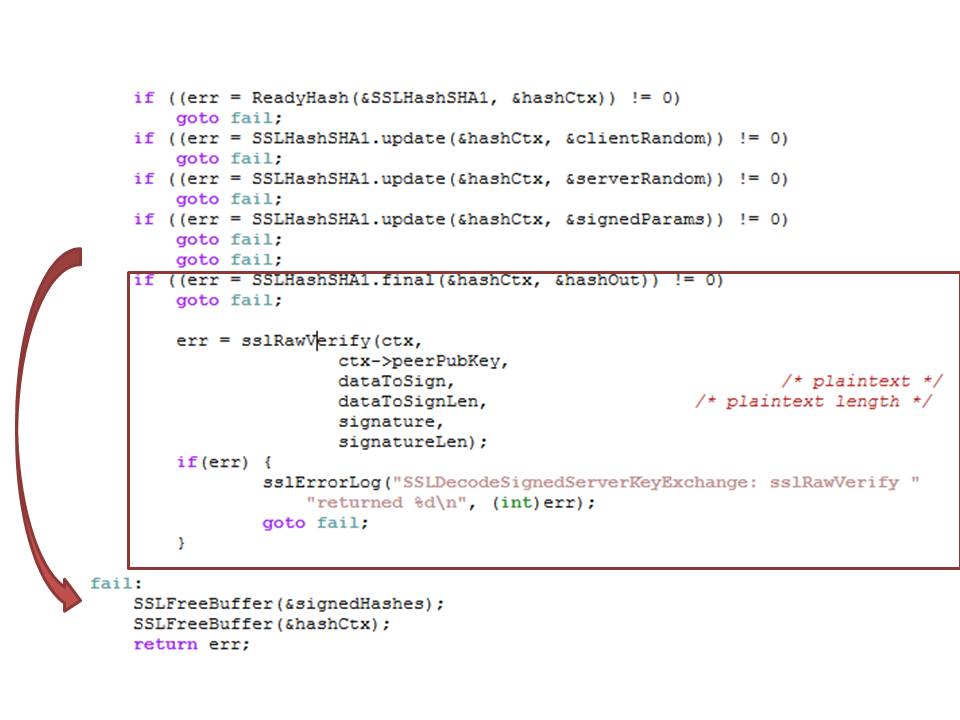 if ((err = ReadyHash(&SSLHashSHA1, &hashCtx)) != 0)
goto fail;
if ((err = SSLHashSHA1.update(&hashCtx, &clientRandom)) != 0)
goto fail;
if ((err = SSLHashSHA1.update(&hashCtx, &serverRandom)) != 0)
goto fail;
if ((err = SSLHashSHA1.update(&hashCtx, &signedParams)) != 0)
goto fail;
goto fail;
if ((err = SSLHashSHA1.final(&hashCtx, &hashOut)) != 0)
goto fail;
err = sslRawVerify(ctx,
ctx->peerPubKey,
dataToSign, /* plaintext */
dataToSignLen, /* plaintext length */
signature,
signatureLen);
if(err) {
sslErrorLog("SSLDecodeSignedServerKeyExchange: sslRawVerify "
"returned %d\n", (int)err);
goto fail;
}
fail:
SSLFreeBuffer(&signedHashes);
SSLFreeBuffer(&hashCtx);
return err;